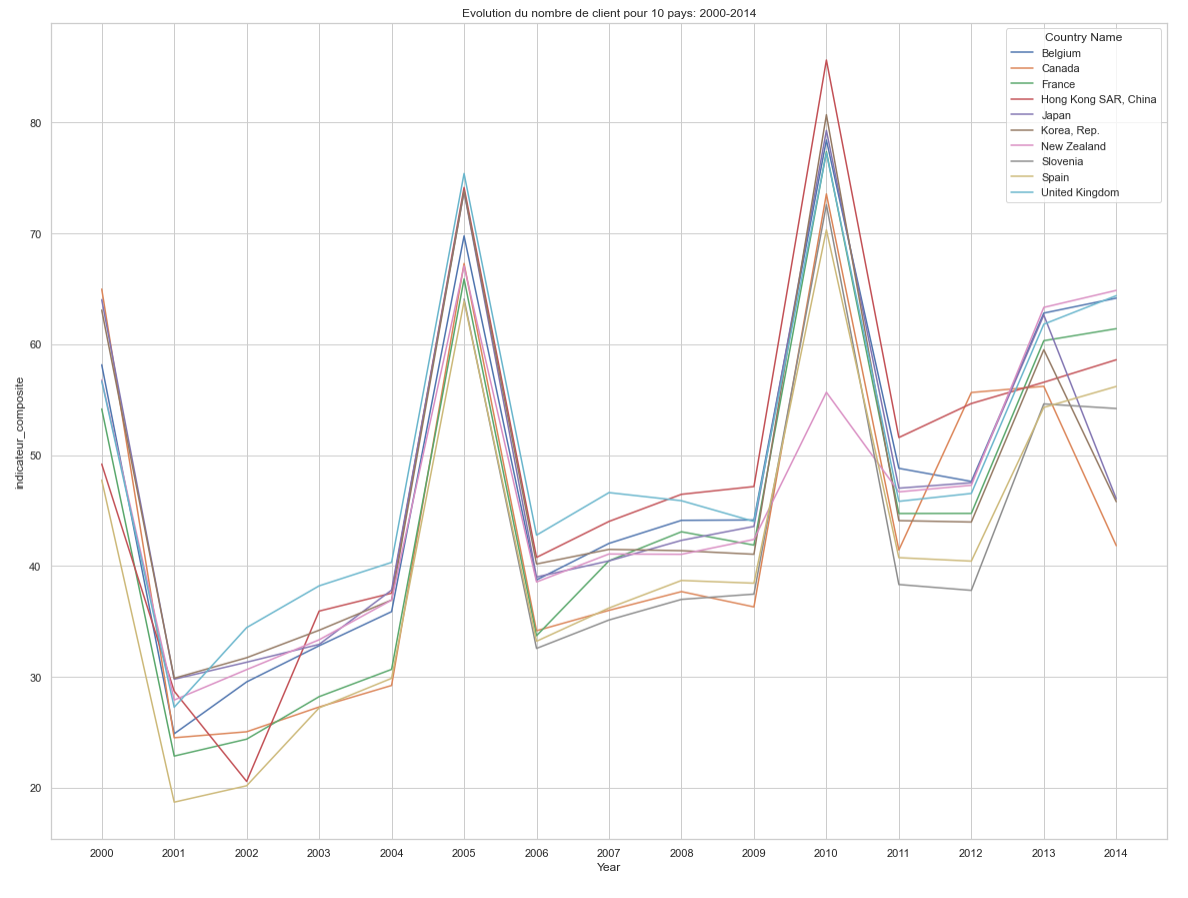 Evolution du nombre de client pour 10 pays: 2000-2014
Country Name
Belgium
Canada
France
Hong Kong SAR, China
Japan
Korea, Rep.
New Zealand
Slovenia
Spain
United Kingdom
80
70
60
50
40
30
20
indicateur_composite
2000 2001 2002 2003 2004 2005 2006 2007 2008 2009 2010 2011 2012 2013 2014
Year